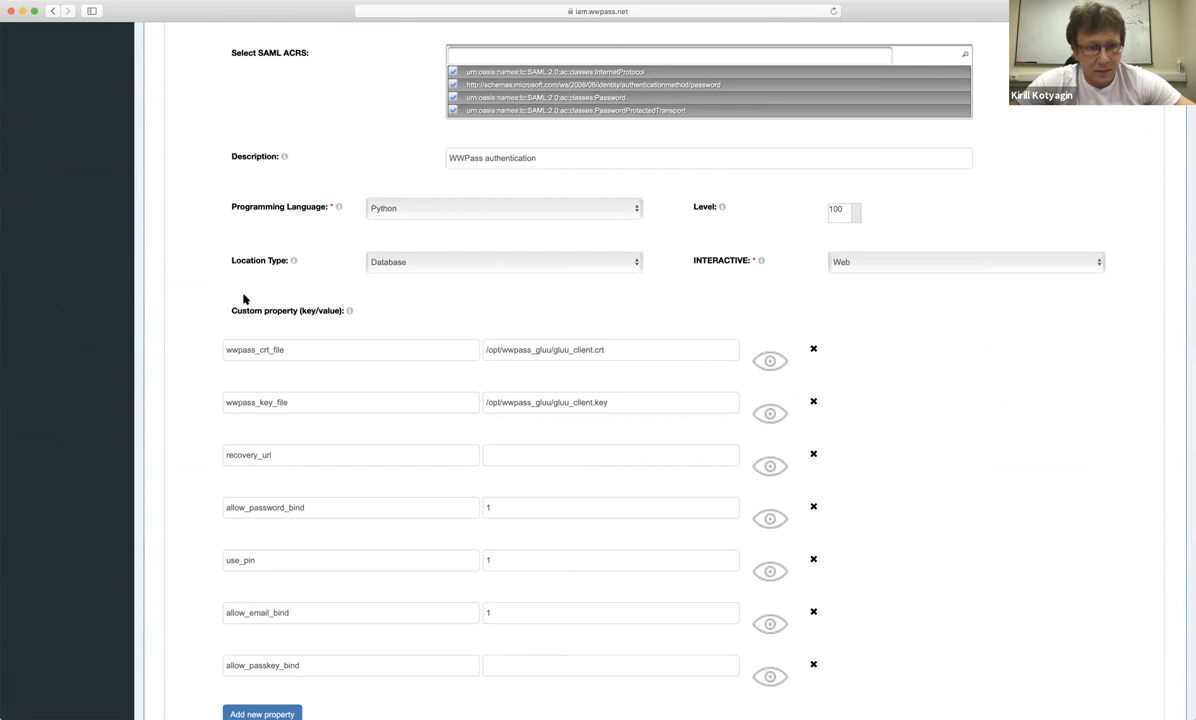 iam.wwpass.net
Select SAML ACRS:
urn:oasis:names:tc:SAML:2.0:ac:classes:InternetProtocol
http://schemas.microsoft.com/ws/2008/06/identity/authenticationmethod/password
urn:oasis:names:tc:SAML:2.0:ac:classes:Password
urn:oasis:names:tc:SAML:2.0:ac:classes:PasswordProtectedTransport
Kirill Kotyagin
Description: WWPass authentication
Programming Language: * Python Level: 100
Location Type: Database INTERACTIVE: * Web
Custom property (key/value):
wwpass_crt_file /opt/wwpass_gluu/gluu_client.crt
wwpass_key_file /opt/wwpass_gluu/gluu_client.key
recovery_url
allow_password_bind 1
use_pin 1
allow_email_bind 1
allow_passkey_bind
Add new property